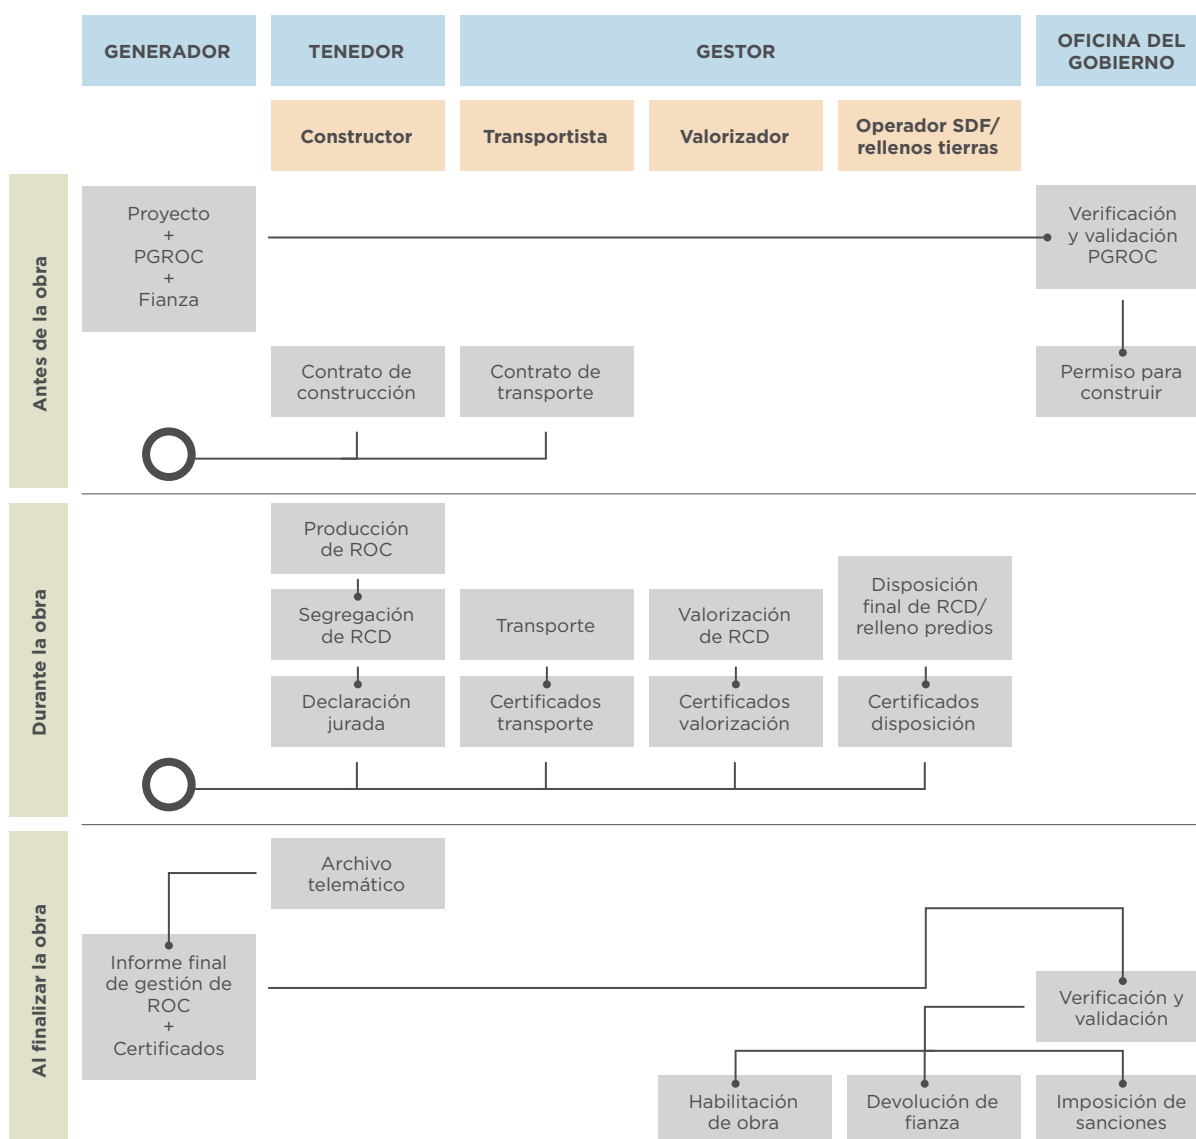 GENERADOR
TENEDOR
GESTOR
OFICINA DEL
GOBIERNO
Constructor
Transportista
Valorizador
Operador SDF/
rellenos tierras
Antes de la obra
Proyecto
+
PGROC
+
Fianza
Verificación
y validación
PGROC
Contrato de
construcción
Contrato de
transporte
Permiso para
construir
Durante la obra
Producción
de ROC
Segregación
de RCD
Transporte
Valorización
de RCD
Disposición
final de RCD/
relleno predios
Declaración
jurada
Certificados
transporte
Certificados
valorización
Certificados
disposición
Al finalizar la obra
Archivo
telemático
Informe final
de gestión de
ROC
+
Certificados
Verificación y
validación
Habilitación
de obra
Devolución de
fianza
Imposición de
sanciones